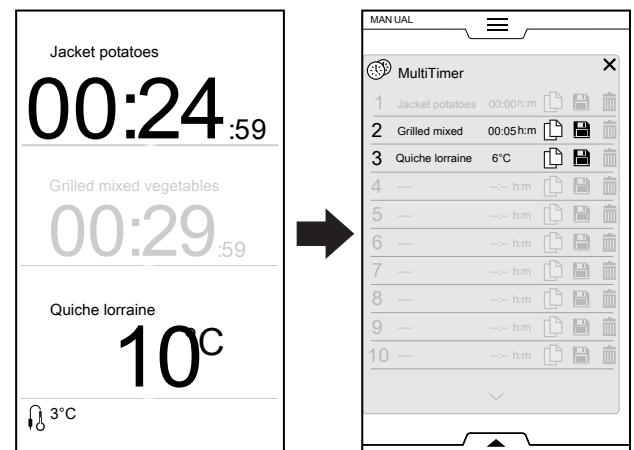 Jacket potatoes
00:24:59
Grilled mixed vegetables
00:29:59
Quiche lorraine
10°C
3°C
MAN UAL
MultiTimer
1 Jacket potatoes 00:00h:m
2 Grilled mixed 00:05h:m
3 Quiche lorraine 6°C
4 ---- --:-- h:m
5 ---- --:-- h:m
6 ---- --:-- h:m
7 ---- --:-- h:m
8 ---- --:-- h:m
9 ---- --:-- h:m
10 ---- --:-- h:m